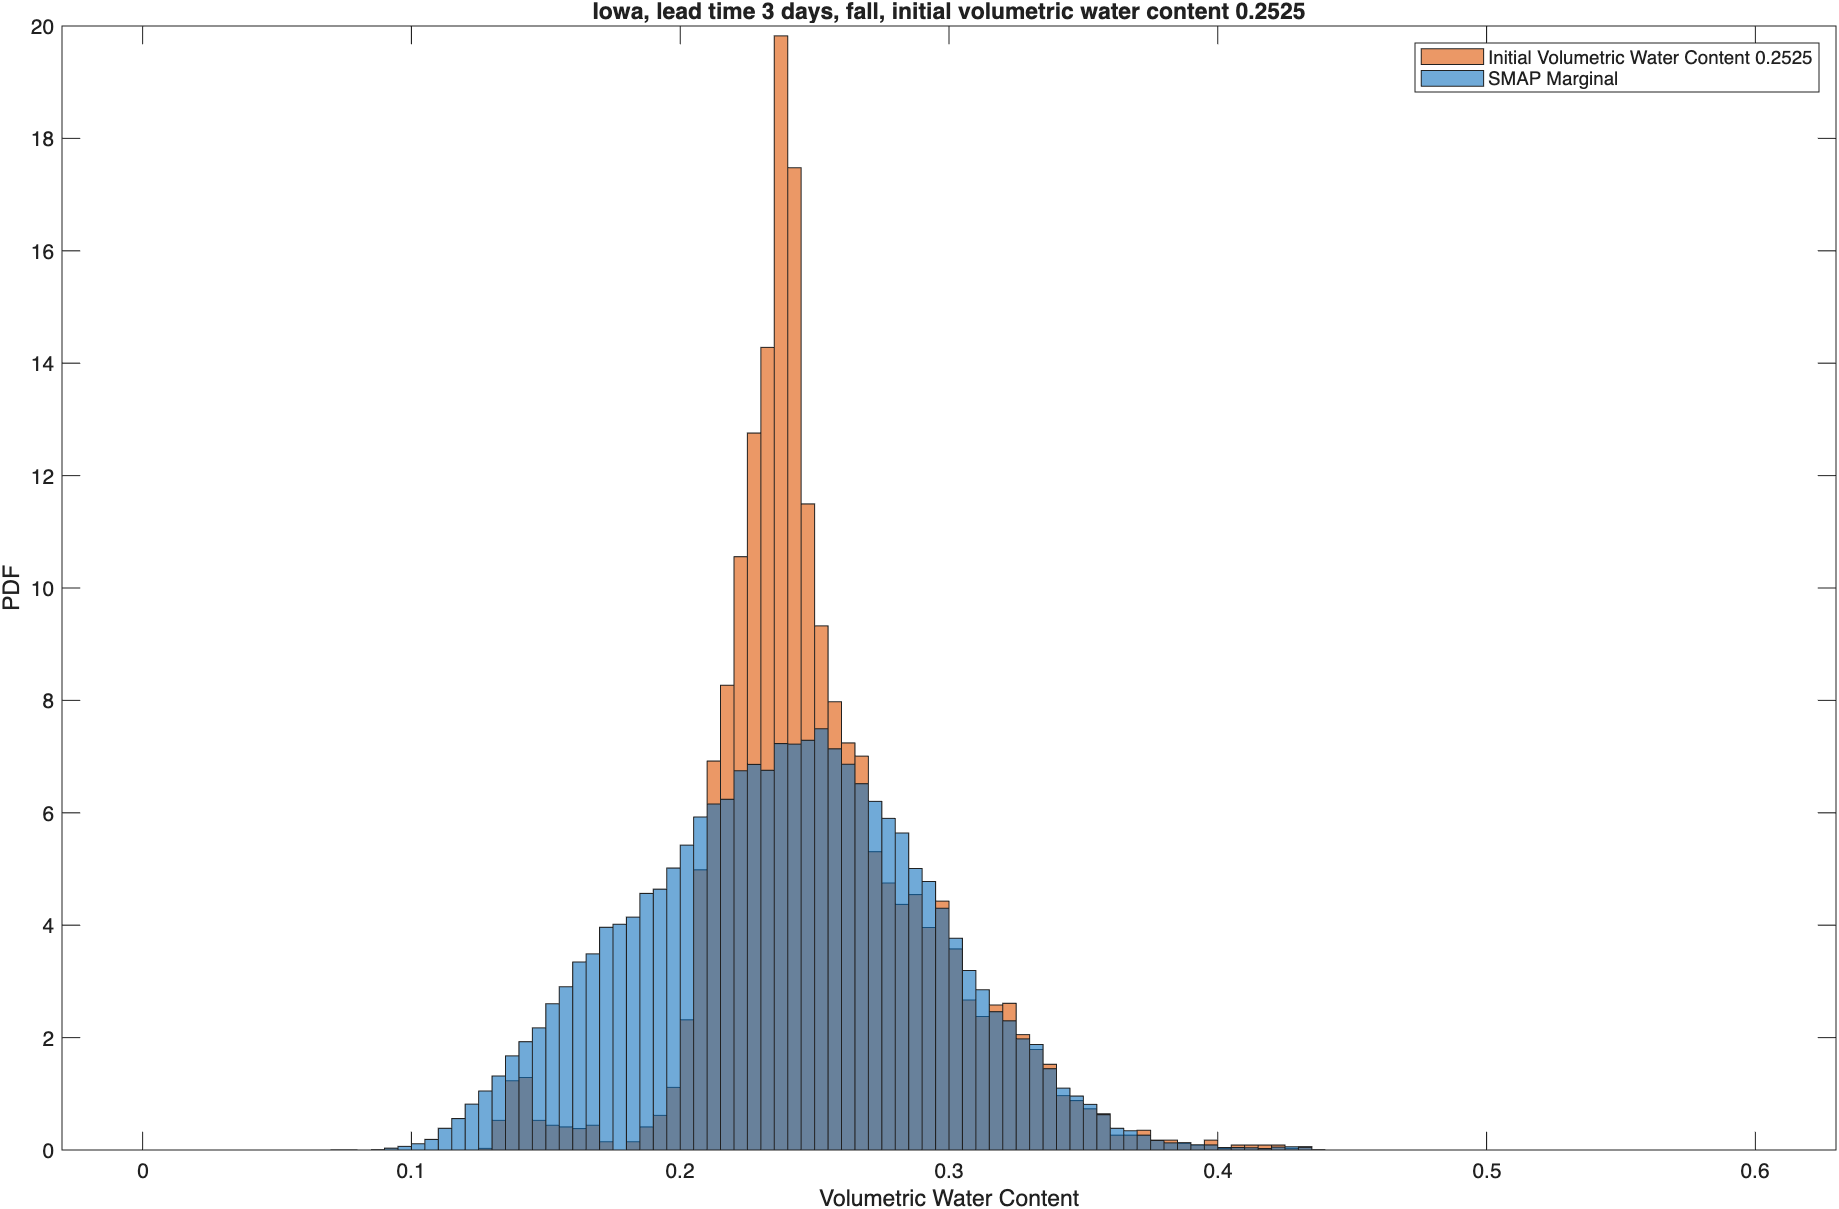 Iowa, lead time 3 days, fall, initial volumetric water content 0.2525
Initial Volumetric Water Content 0.2525
SMAP Marginal
20
18
16
14
12
10
8
6
4
2
0
PDF
0 0.1 0.2 0.3 0.4 0.5 0.6
Volumetric Water Content